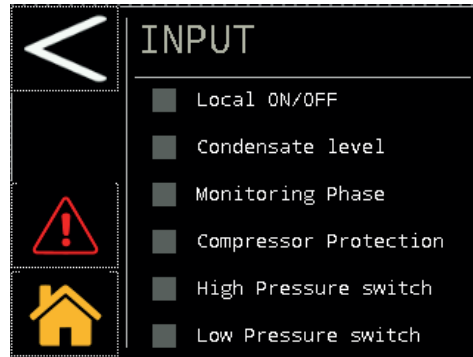 INPUT
Local ON/OFF
Condensate level
Monitoring Phase
Compressor Protection
High Pressure switch
Low Pressure switch